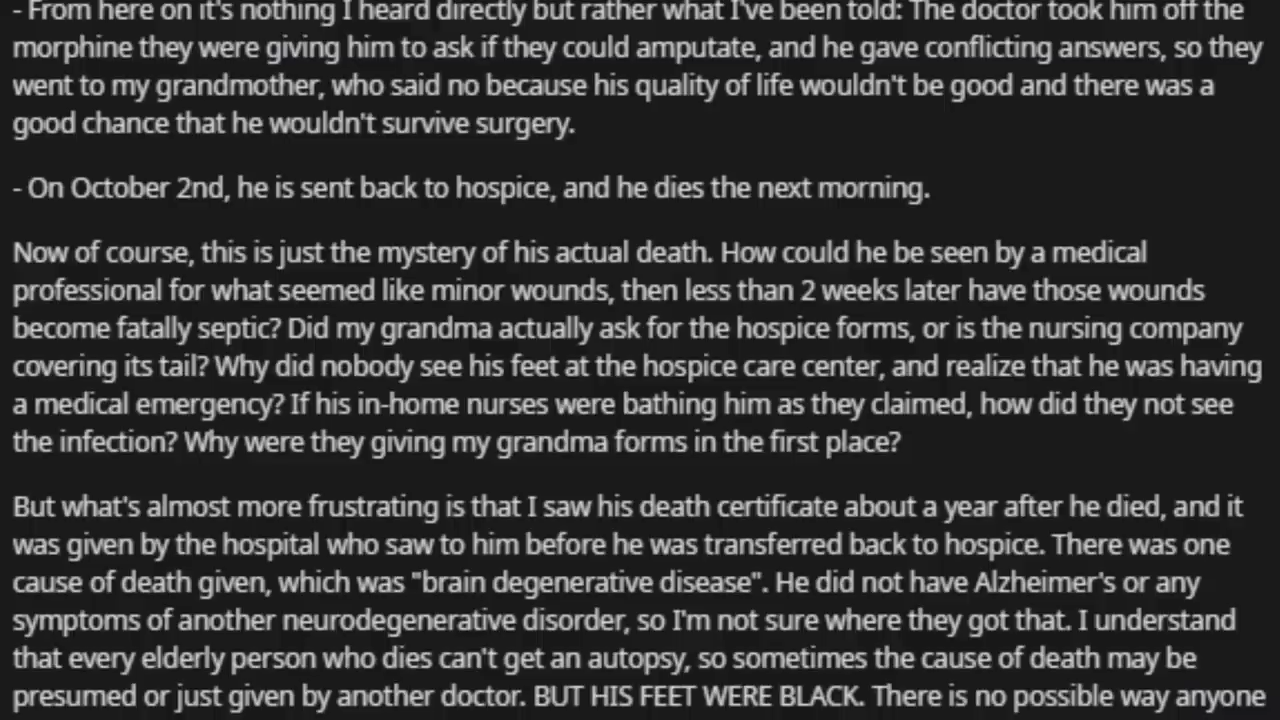 - From here on it's nothing I heard directly but rather what I've been told: The doctor took him off the
morphine they were giving him to ask if they could amputate, and he gave conflicting answers, so they
went to my grandmother, who said no because his quality of life wouldn't be good and there was a
good chance that he wouldn't survive surgery.
- On October 2nd, he is sent back to hospice, and he dies the next morning.
Now of course, this is just the mystery of his actual death. How could he be seen by a medical
professional for what seemed like minor wounds, then less than 2 weeks later have those wounds
become fatally septic? Did my grandma actually ask for the hospice forms, or is the nursing company
covering its tail? Why did nobody see his feet at the hospice care center, and realize that he was having
a medical emergency? If his in-home nurses were bathing him as they claimed, how did they not see
the infection? Why were they giving my grandma forms in the first place?
But what's almost more frustrating is that I saw his death certificate about a year after he died, and it
was given by the hospital who saw to him before he was transferred back to hospice. There was one
cause of death given, which was "brain degenerative disease". He did not have Alzheimer's or any
symptoms of another neurodegenerative disorder, so I'm not sure where they got that. I understand
that every elderly person who dies can't get an autopsy, so sometimes the cause of death may be
presumed or just given by another doctor. BUT HIS FEET WERE BLACK. There is no possible way anyone